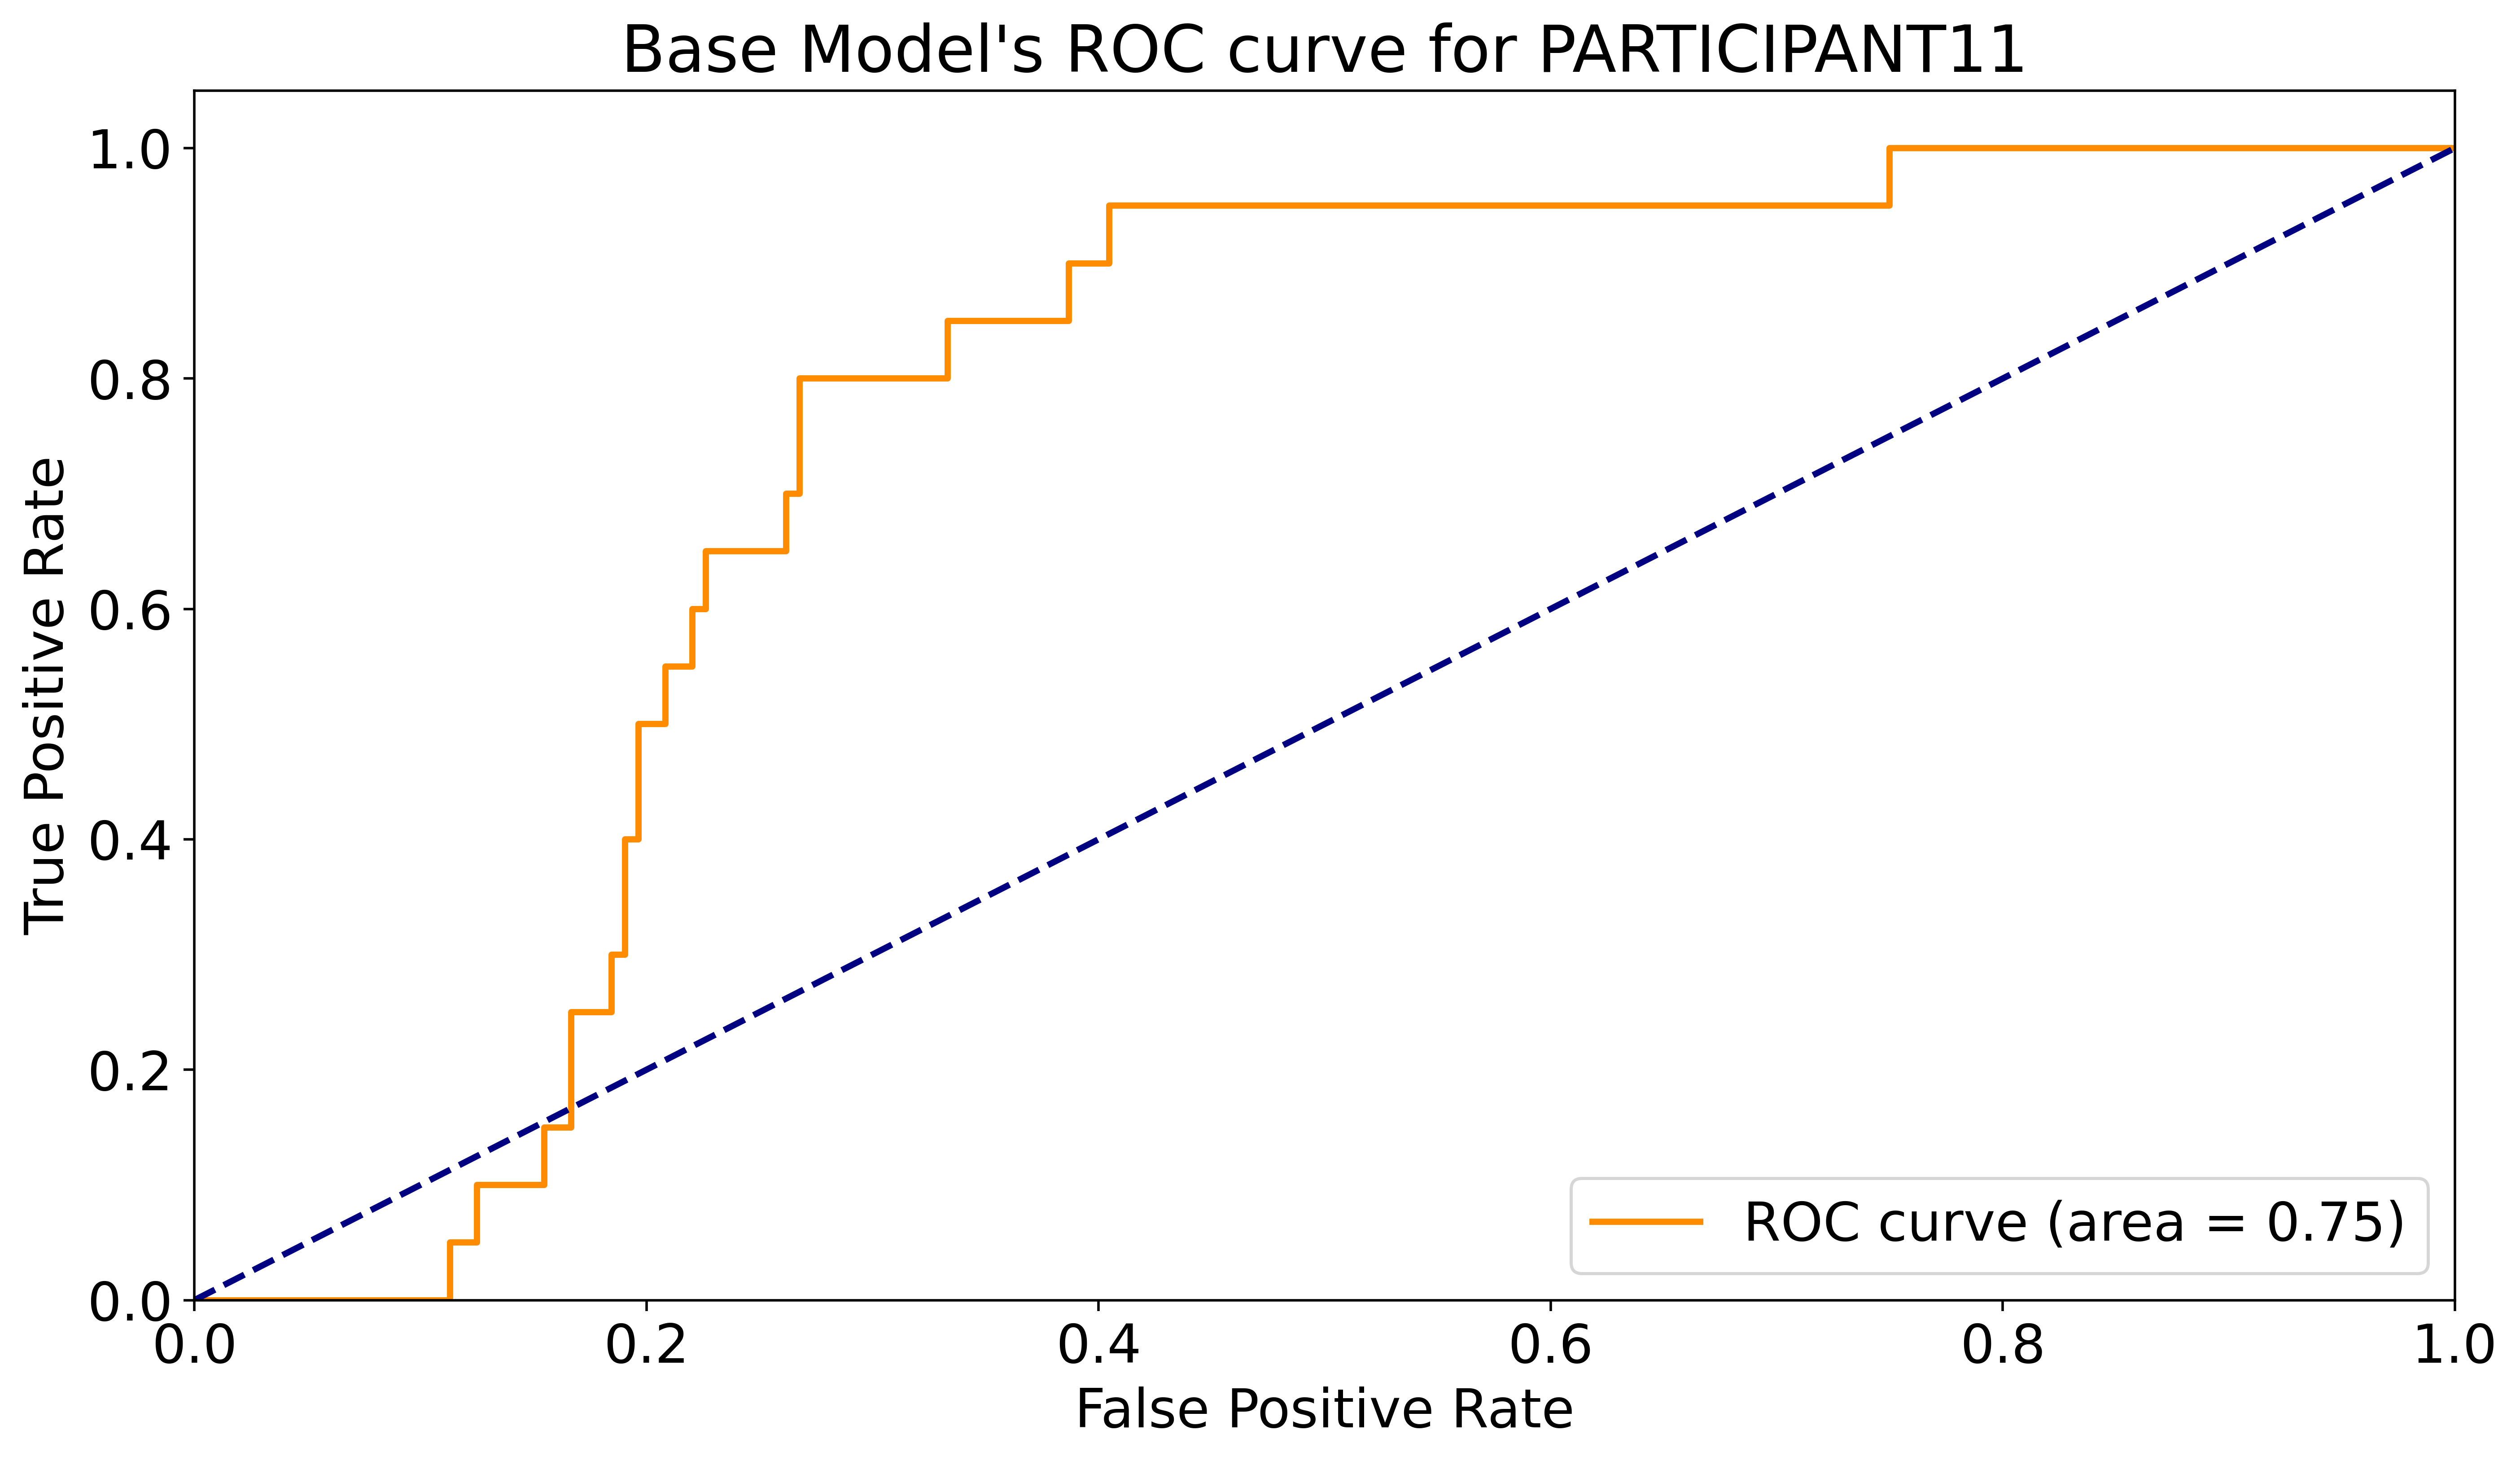 Base Model's ROC curve for PARTICIPANT11
True Positive Rate
1.0
0.8
0.6
0.4
0.2
0.0
ROC curve (area = 0.75)
0.0 0.2 0.4 0.6 0.8 1.0
False Positive Rate